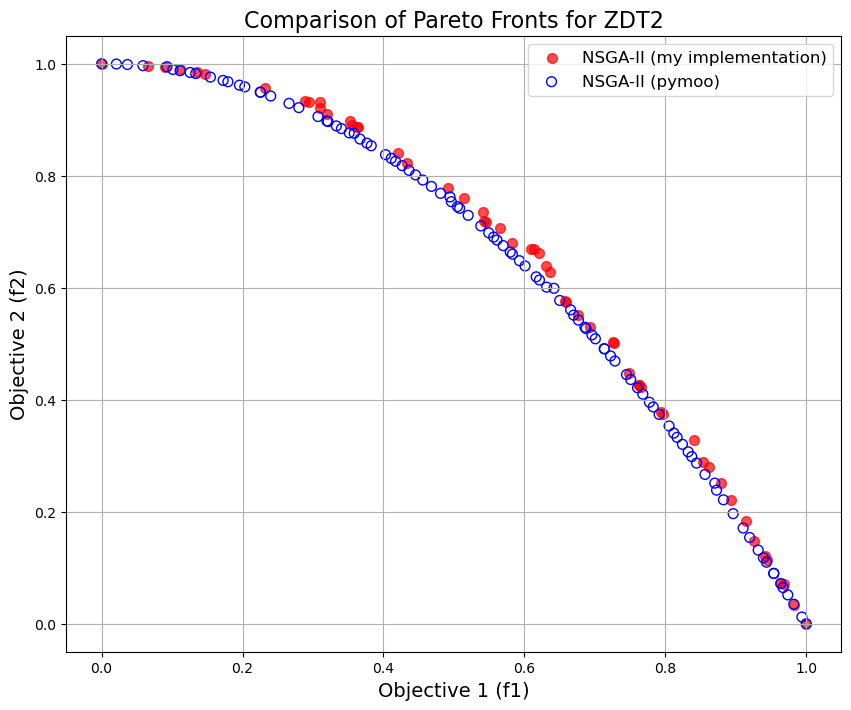 Comparison of Pareto Fronts for ZDT2
NSGA-II (my implementation)
NSGA-II (pymoo)
Objective 2 (f2)
1.0
0.8
0.6
0.4
0.2
0.0
0.0 0.2 0.4 0.6 0.8 1.0
Objective 1 (f1)